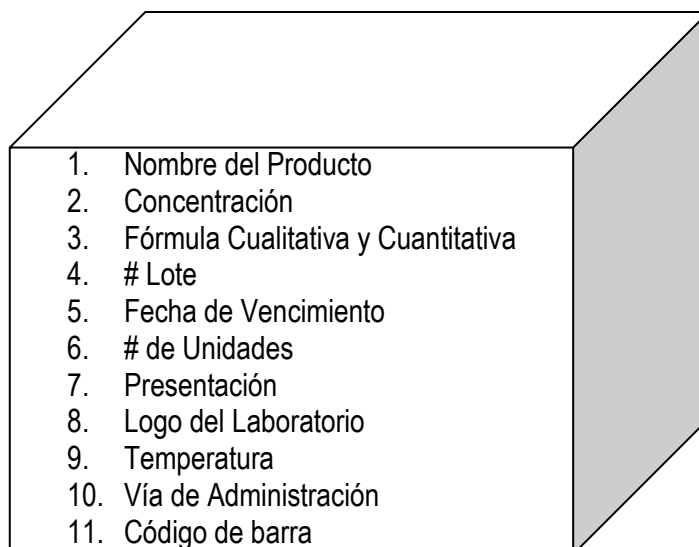 1. Nombre del Producto
2. Concentración
3. Fórmula Cualitativa y Cuantitativa
4. # Lote
5. Fecha de Vencimiento
6. # de Unidades
7. Presentación
8. Logo del Laboratorio
9. Temperatura
10. Vía de Administración
11. Código de barra